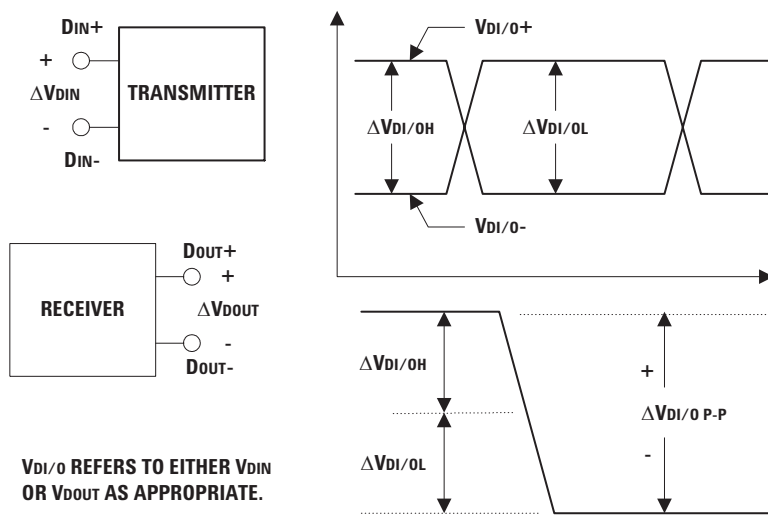 DIN+
+
ΔVDIN
-
DIN-
TRANSMITTER
DOUT+
+
ΔVDOUT
-
DOUT-
RECEIVER
VDI/O REFERS TO EITHER VDIN
OR VDOUT AS APPROPRIATE.
VDI/O+
ΔVDI/OH
ΔVDI/OL
VDI/O-
ΔVDI/OH
ΔVDI/OL
+
ΔVDI/O P-P
-